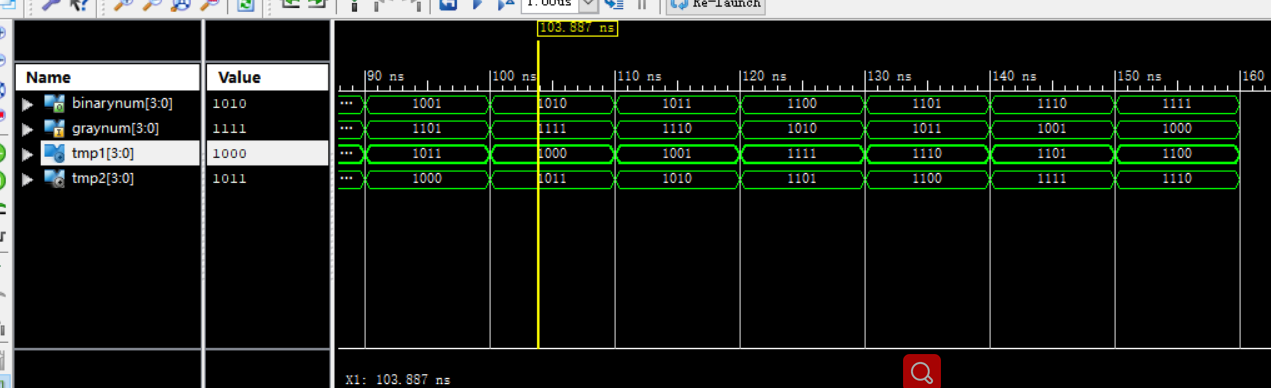 1.00us Re-launch
103.887 ns
Name Value
90 ns 100 ns 110 ns 120 ns 130 ns 140 ns 150 ns 160
binarynum[3:0] 1010 ... 1001 1010 1011 1100 1101 1110 1111
graynum[3:0] 1111 ... 1101 1111 1110 1010 1011 1001 1000
tmp1[3:0] 1000 ... 1011 1000 1001 1111 1110 1101 1100
tmp2[3:0] 1011 ... 1000 1011 1010 1101 1100 1111 1110
X1: 103.887 ns